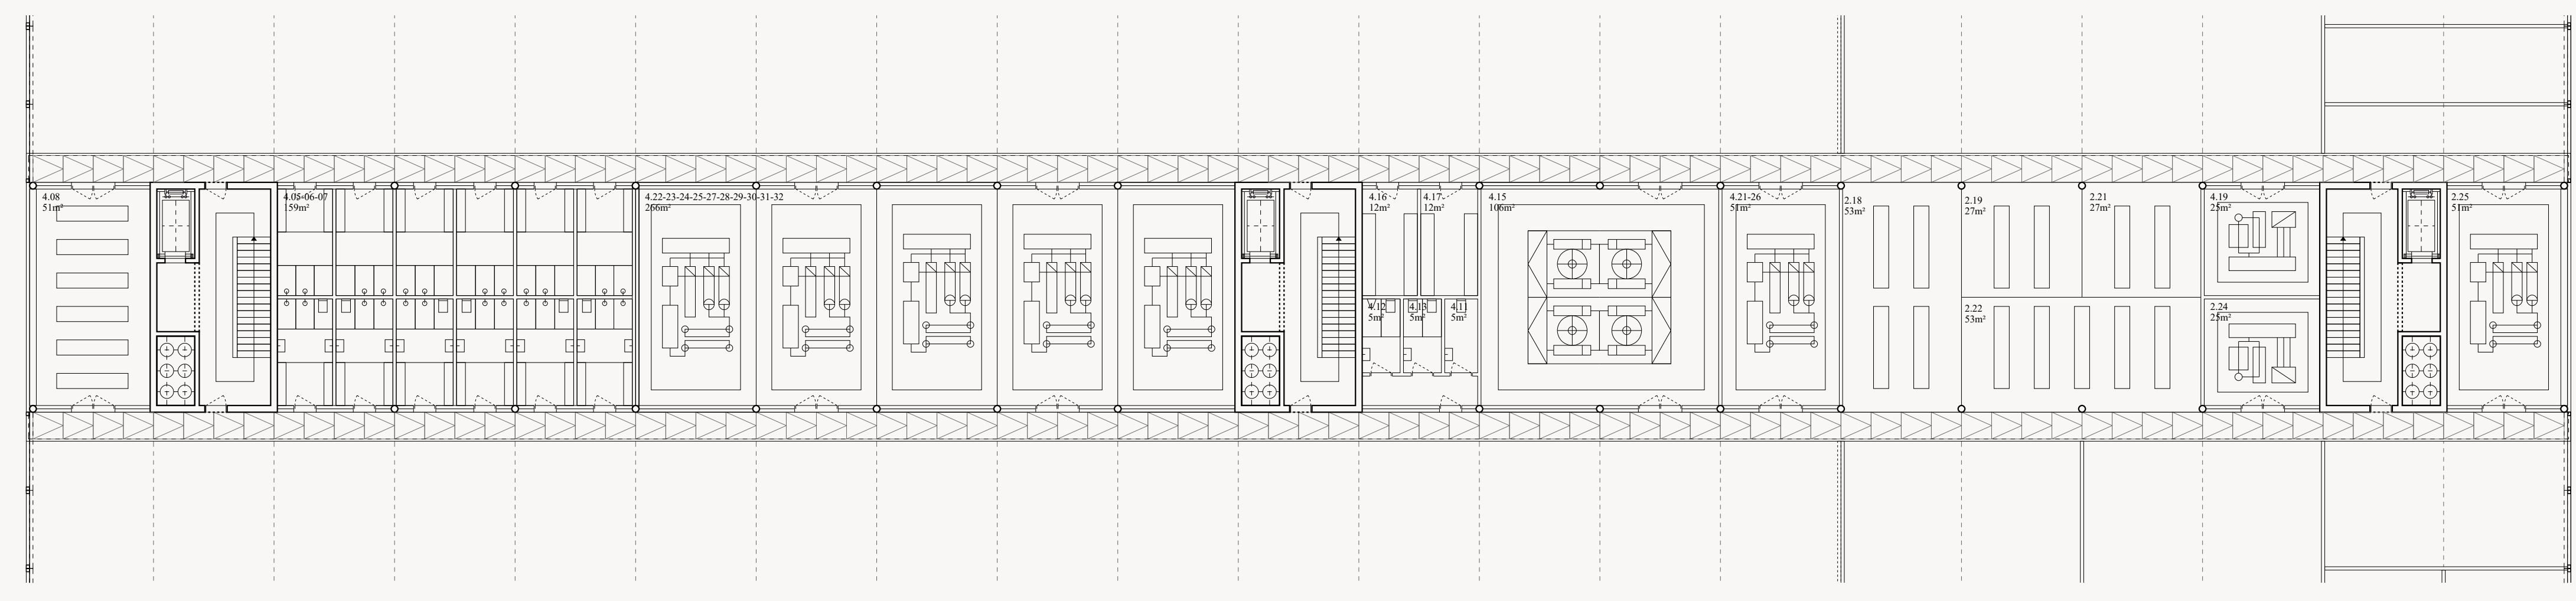 4.08
51m²
4.05-06-07
159m²
4.22-23-24-25-27-28-29-30-31-32
266m²
4.16
12m²
4.17
12m²
4.12
5m²
4.13
5m²
4.11
5m²
4.15
106m²
4.21-26
51m²
2.18
53m²
2.19
27m²
2.22
53m²
2.21
27m²
4.19
25m²
2.24
25m²
2.25
51m²